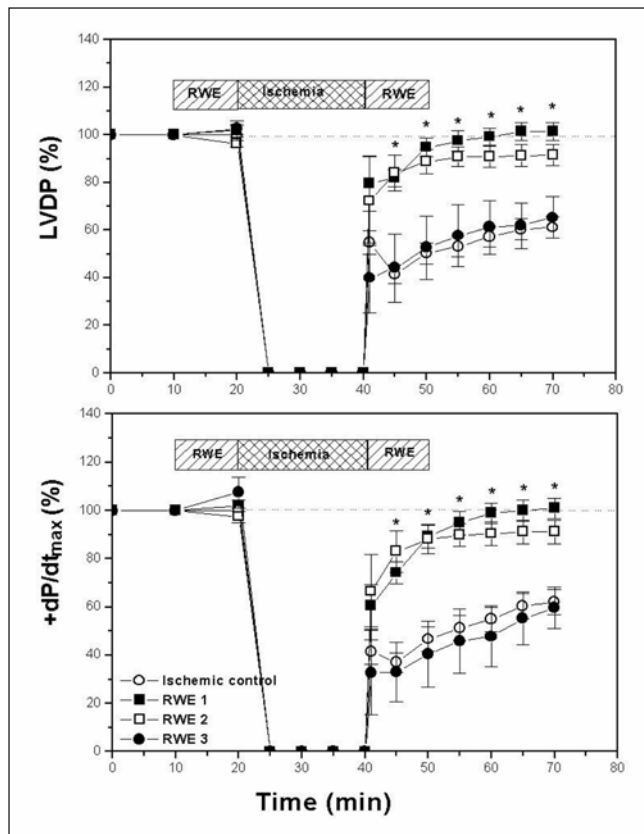 140
120
100
80
60
40
20
0
LVDP (%)
RWE Ischemia RWE
* * * * * *
0 10 20 30 40 50 60 70 80
140
120
100
80
60
40
20
0
+dP/dtmax (%)
RWE Ischemia RWE
* * * * * *
Ischemic control
RWE 1
RWE 2
RWE 3
0 10 20 30 40 50 60 70 80
Time (min)